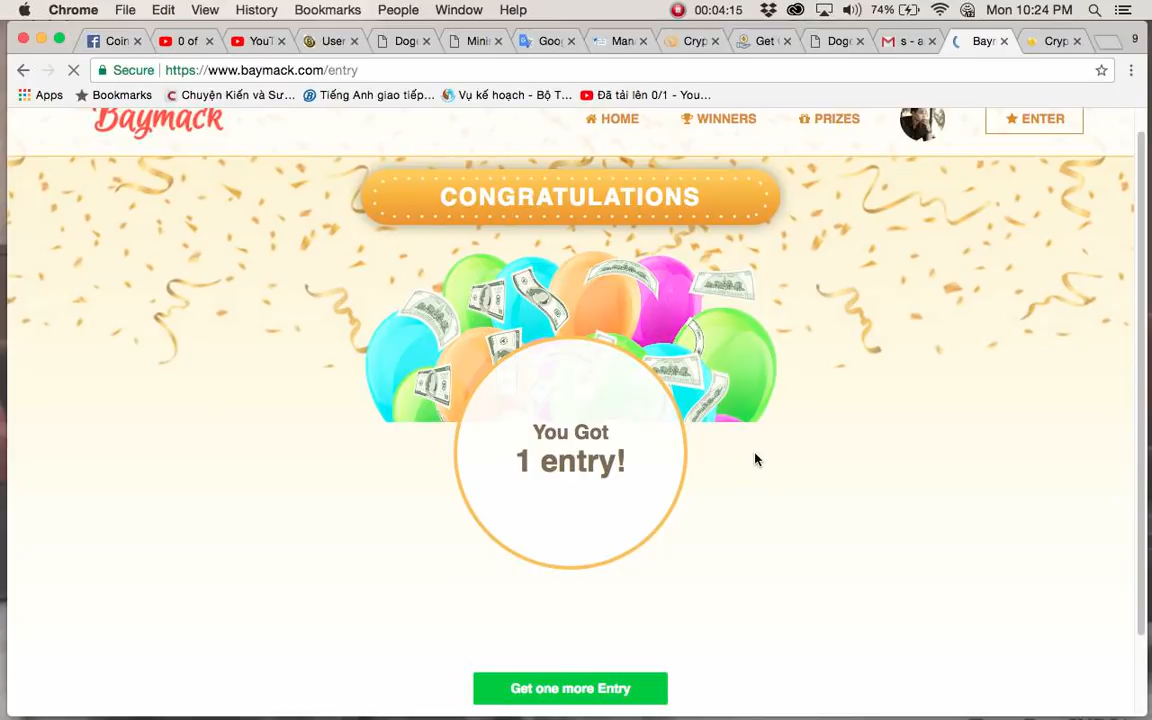 Chrome File Edit View History Bookmarks People Window Help 00:04:15 74% Mon 10:24 PM
Coin 0 of YouT User Dog Mini Goo Man Cryp Get Dog s - a Bayn Cryp 9
Secure https://www.baymack.com/entry
Apps Bookmarks Chuyện Kiến và Sư... Tiếng Anh giao tiếp... Vụ kế hoạch - Bộ T... Đã tải lên 0/1 - You...
Baymack HOME WINNERS PRIZES ENTER
CONGRATULATIONS
You Got
1 entry!
Get one more Entry